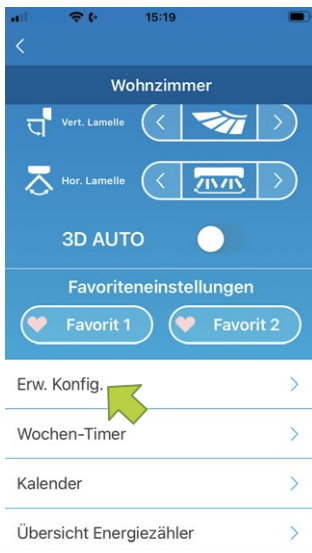 15:19
Wohnzimmer
Vert. Lamelle
Hor. Lamelle
3D AUTO
Favoriteneinstellungen
Favorit 1 Favorit 2
Erw. Konfig.
Wochen-Timer
Kalender
Übersicht Energiezähler